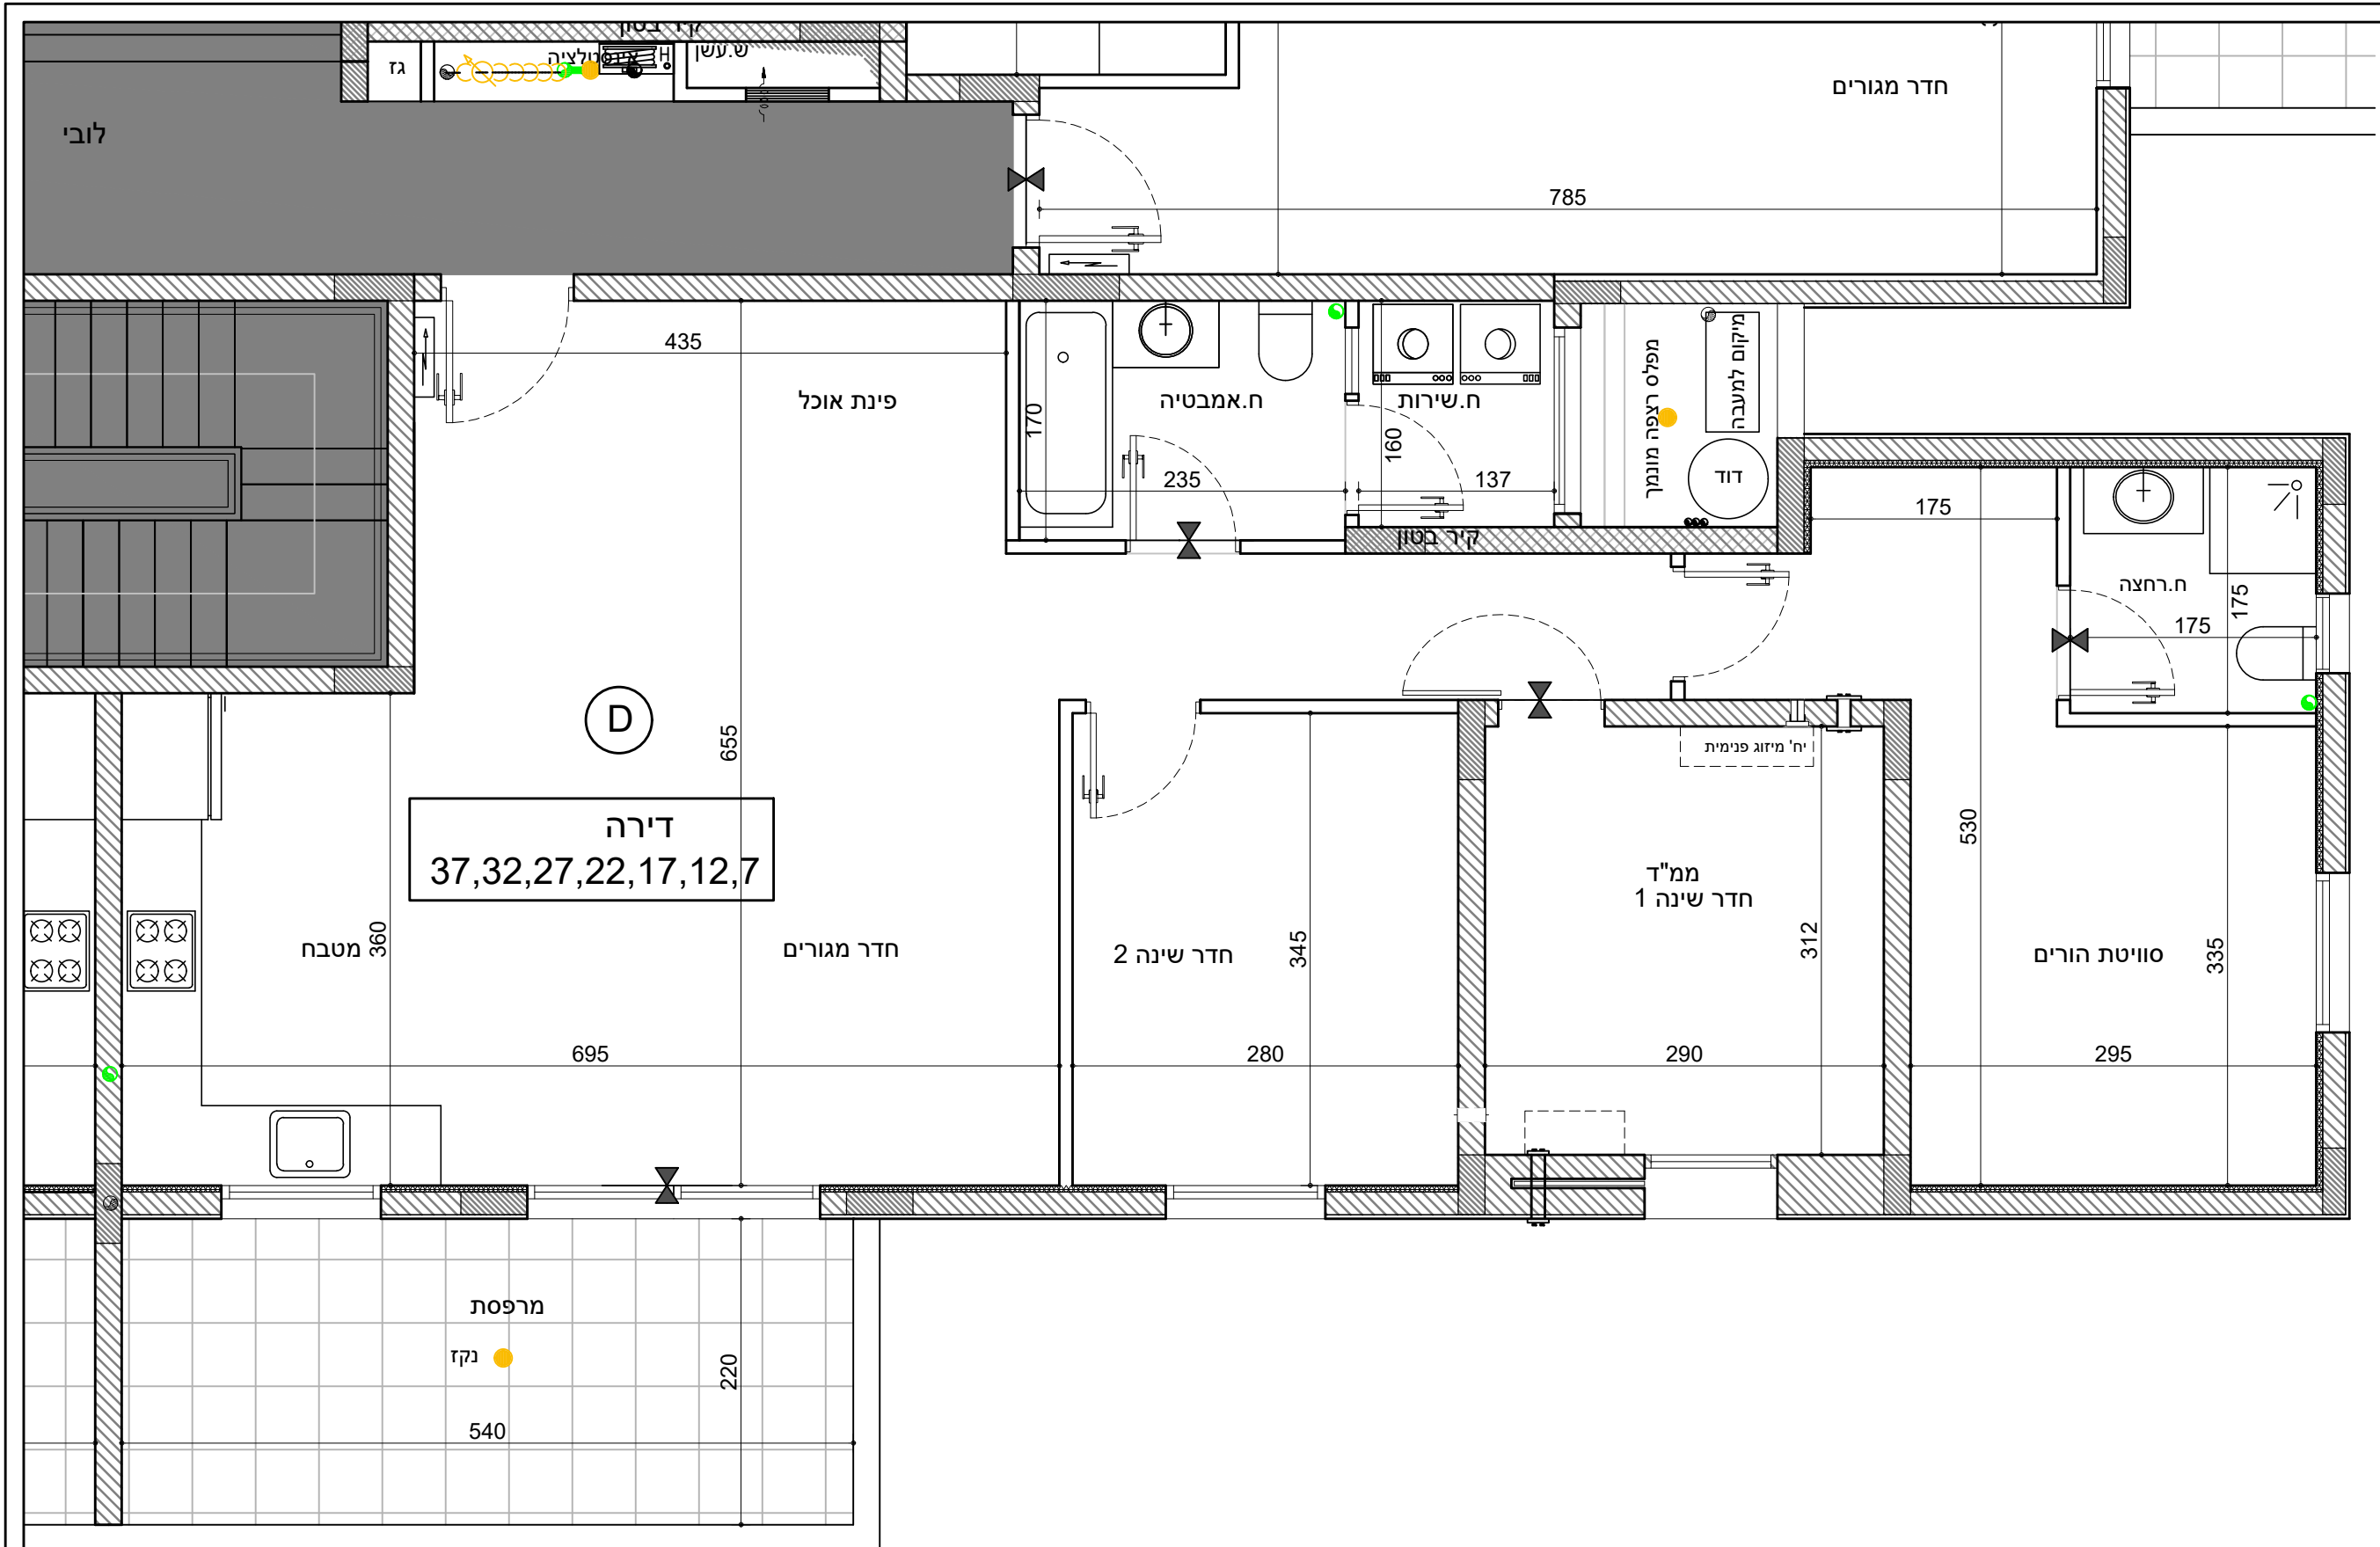 קיר בטון
ש.עשן
אינסטלציה
H
גז
לובי
חדר מגורים
785
435
פינת אוכל
170
ח.אמבטיה
235
ח.שירות
160
137
מפלס רצפה מונמך
מיקום למעבה
דוד
קיר בטון
175
ח.רחצה
175
175
D
655
דירה
37,32,27,22,17,12,7
יח' מיזוג פנימית
530
ממ"ד
חדר שינה 1
מטבח
360
חדר מגורים
חדר שינה 2
345
312
סוויטת הורים
335
695
280
290
295
מרפסת
נקז
220
540